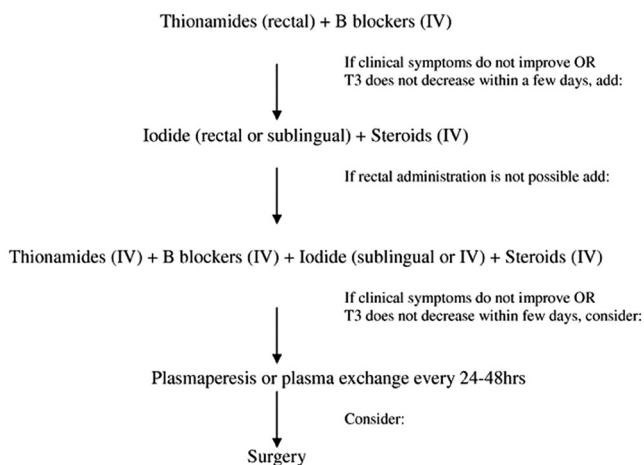 Thionamides (rectal) + B blockers (IV)
If clinical symptoms do not improve OR
T3 does not decrease within a few days, add:
Iodide (rectal or sublingual) + Steroids (IV)
If rectal administration is not possible add:
Thionamides (IV) + B blockers (IV) + Iodide (sublingual or IV) + Steroids (IV)
If clinical symptoms do not improve OR
T3 does not decrease within few days, consider:
Plasmaperesis or plasma exchange every 24-48hrs
Consider:
Surgery